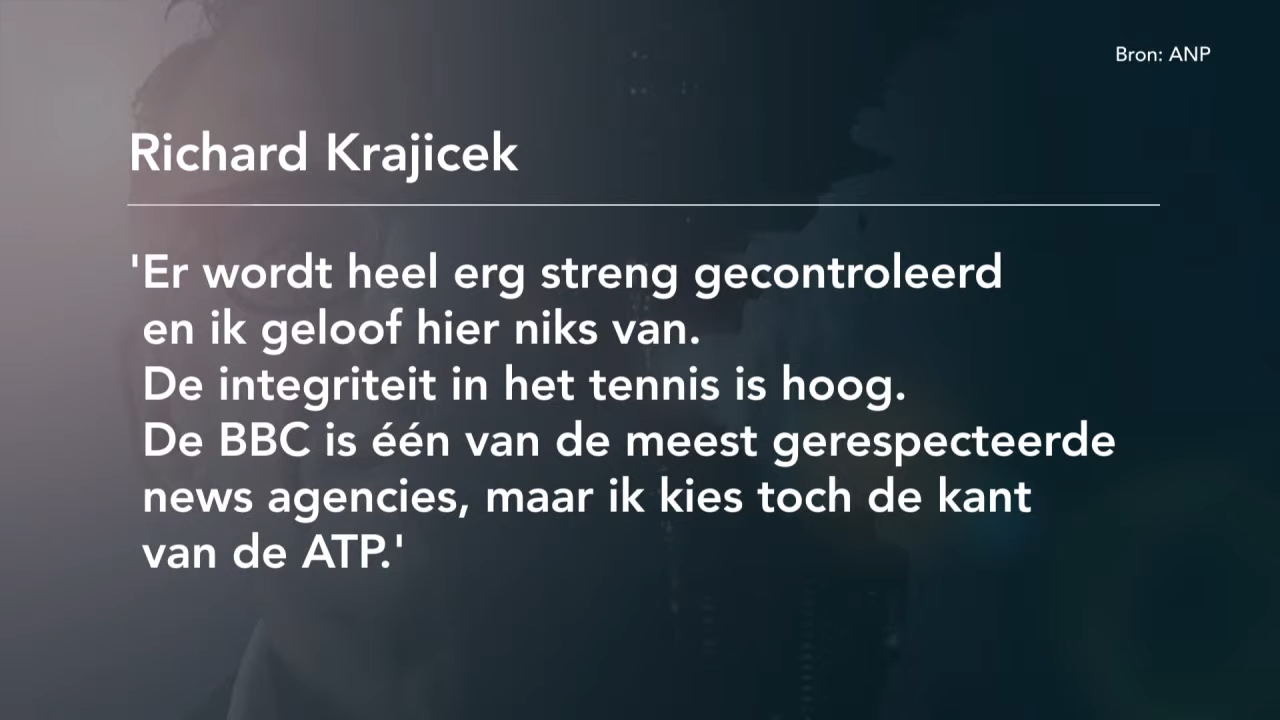 Bron: ANP
Richard Krajicek
'Er wordt heel erg streng gecontroleerd
en ik geloof hier niks van.
De integriteit in het tennis is hoog.
De BBC is één van de meest gerespecteerde
news agencies, maar ik kies toch de kant
van de ATP.'